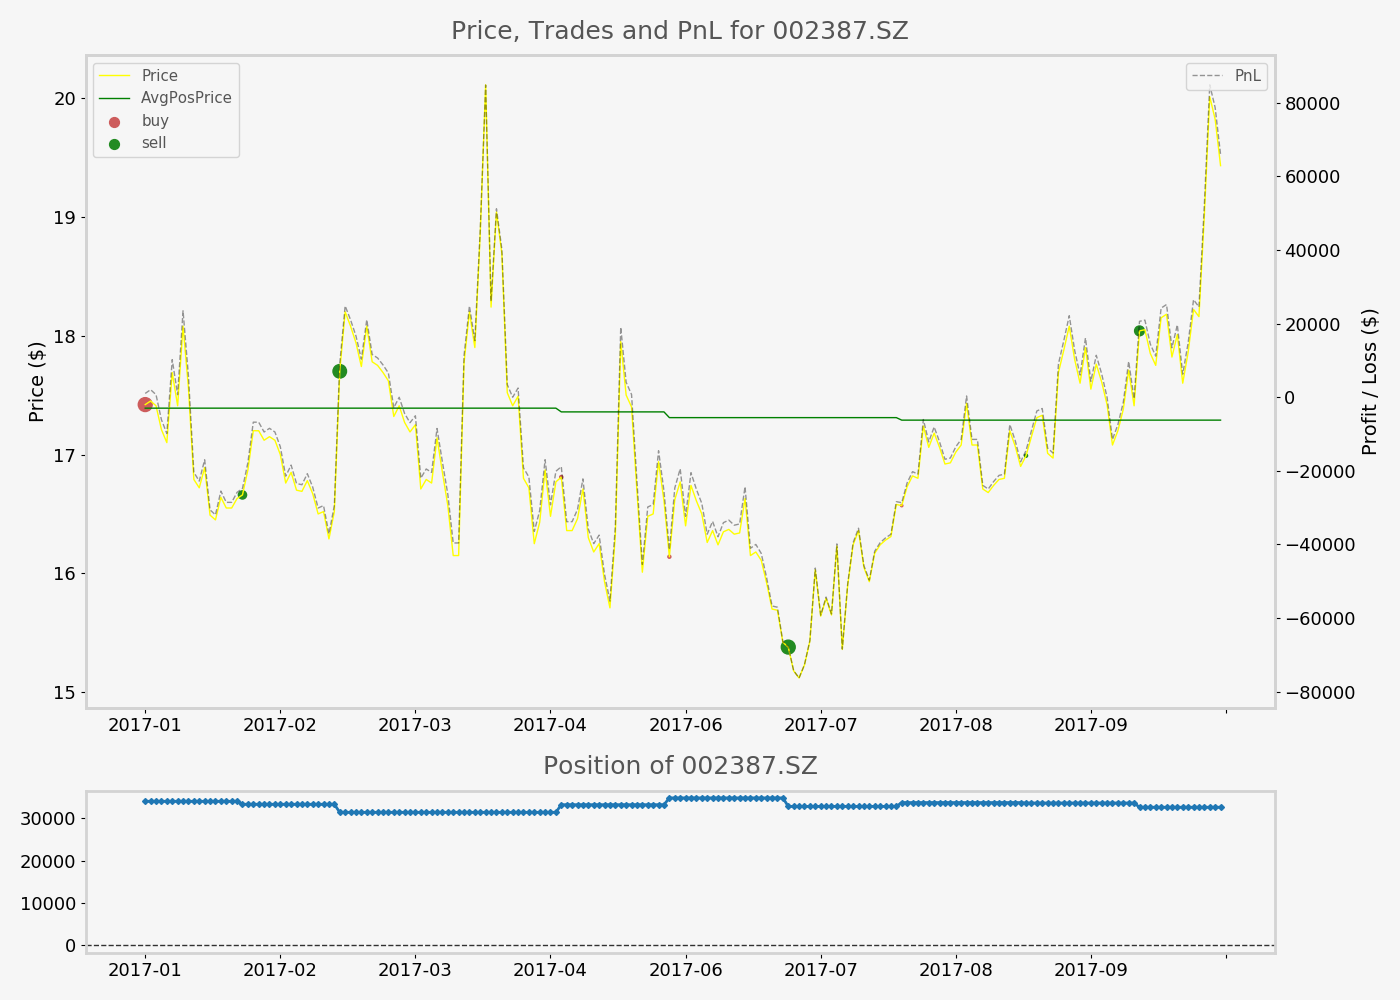 Price, Trades and PnL for 002387.SZ
Price
AvgPosPrice
buy
sell
PnL
Price ($)
20
19
18
17
16
15
80000
60000
40000
20000
0
−20000
−40000
−60000
−80000
Profit / Loss ($)
2017-01 2017-02 2017-03 2017-04 2017-06 2017-07 2017-08 2017-09
Position of 002387.SZ
30000
20000
10000
0
2017-01 2017-02 2017-03 2017-04 2017-06 2017-07 2017-08 2017-09